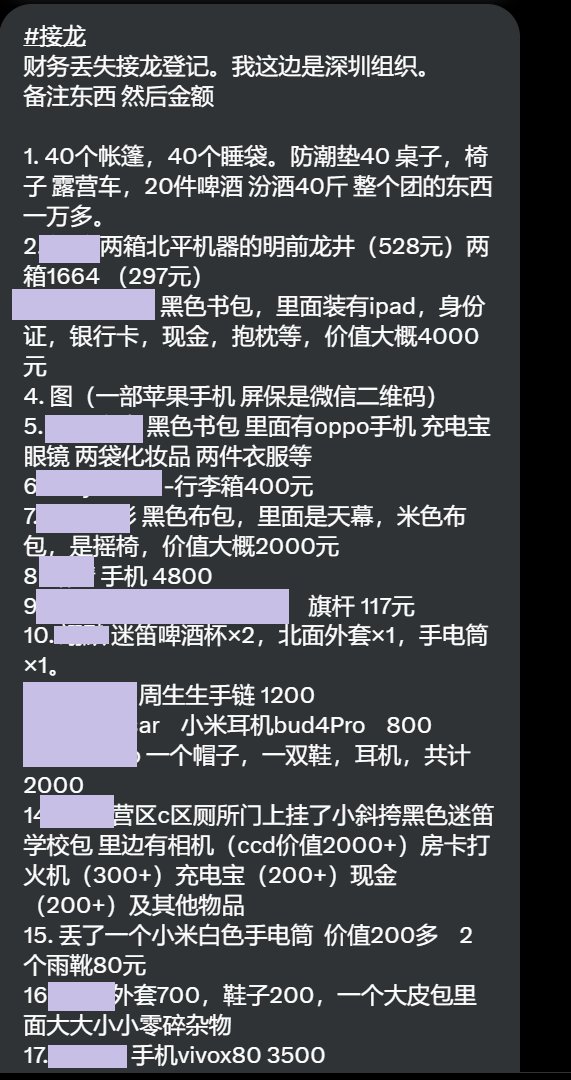 #接龙
财务丢失接龙登记。我这边是深圳组织。
备注东西 然后金额
1. 40个帐篷，40个睡袋。防潮垫40 桌子，椅
子 露营车，20件啤酒 汾酒40斤 整个团的东西
一万多。
2. 两箱北平机器的明前龙井（528元）两
箱1664 （297元）
黑色书包，里面装有ipad，身份
证，银行卡，现金，抱枕等，价值大概4000
元
4. 图（一部苹果手机 屏保是微信二维码）
5. 黑色书包 里面有oppo手机 充电宝
眼镜 两袋化妆品 两件衣服等
6 -行李箱400元
7. 黑色布包，里面是天幕，米色布
包，是摇椅，价值大概2000元
8 手机 4800
9 旗杆 117元
10. 迷笛啤酒杯×2，北面外套×1，手电筒
×1。
周生生手链 1200
ar 小米耳机bud4Pro 800
一个帽子，一双鞋，耳机，共计
2000
14 营区c区厕所门上挂了小斜挎黑色迷笛
学校包 里边有相机（ccd价值2000+）房卡打
火机（300+）充电宝（200+）现金
（200+）及其他物品
15. 丢了一个小米白色手电筒 价值200多 2
个雨靴80元
16 外套700，鞋子200，一个大皮包里
面大大小小零碎杂物
17. 手机vivox80 3500